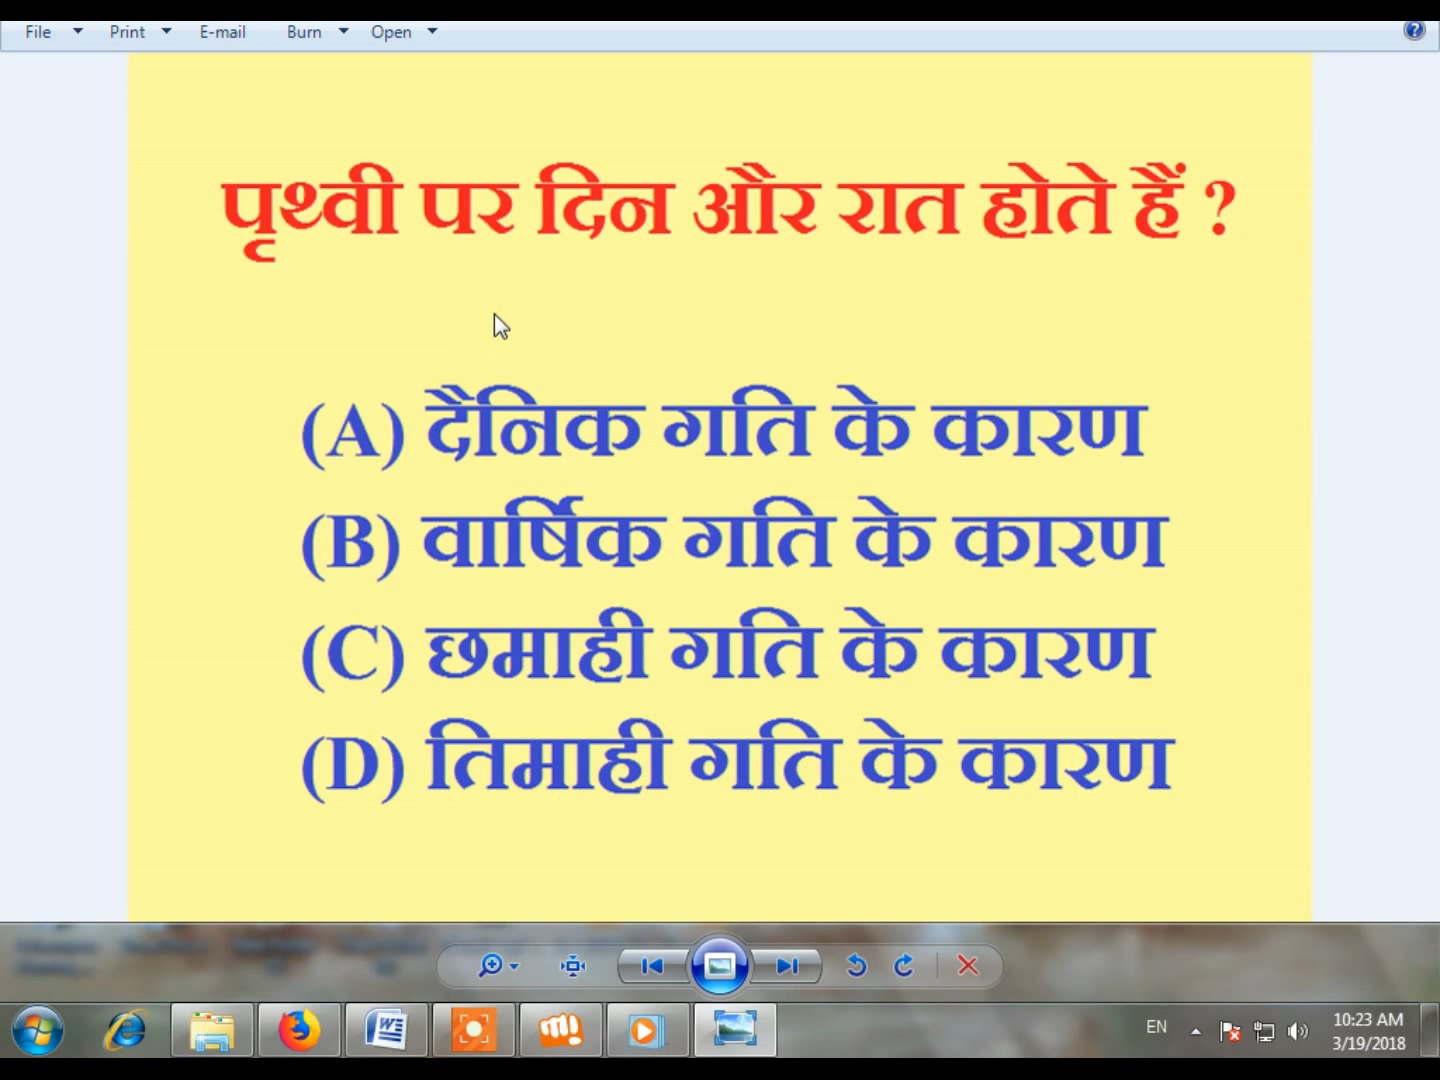 File Print E-mail Burn Open
पृथ्वी पर दिन और रात होते हैं ?
(A) दैनिक गति के कारण
(B) वार्षिक गति के कारण
(C) छमाही गति के कारण
(D) तिमाही गति के कारण
EN 10:23 AM
3/19/2018